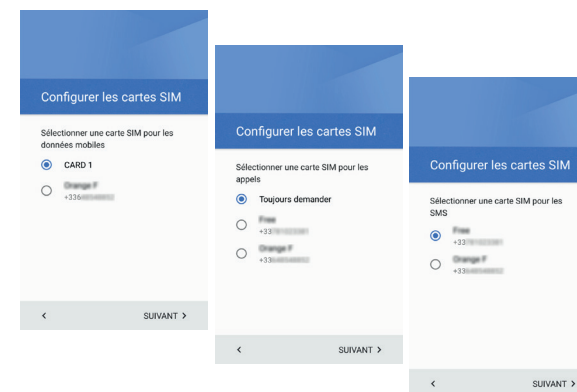 Configurer les cartes SIM
Sélectionner une carte SIM pour les
données mobiles
CARD 1
Orange F
+336
SUIVANT >
Configurer les cartes SIM
Sélectionner une carte SIM pour les
appels
Toujours demander
Free
+33
Orange F
+33
SUIVANT >
Configurer les cartes SIM
Sélectionner une carte SIM pour les
SMS
Free
+33
Orange F
+33
SUIVANT >